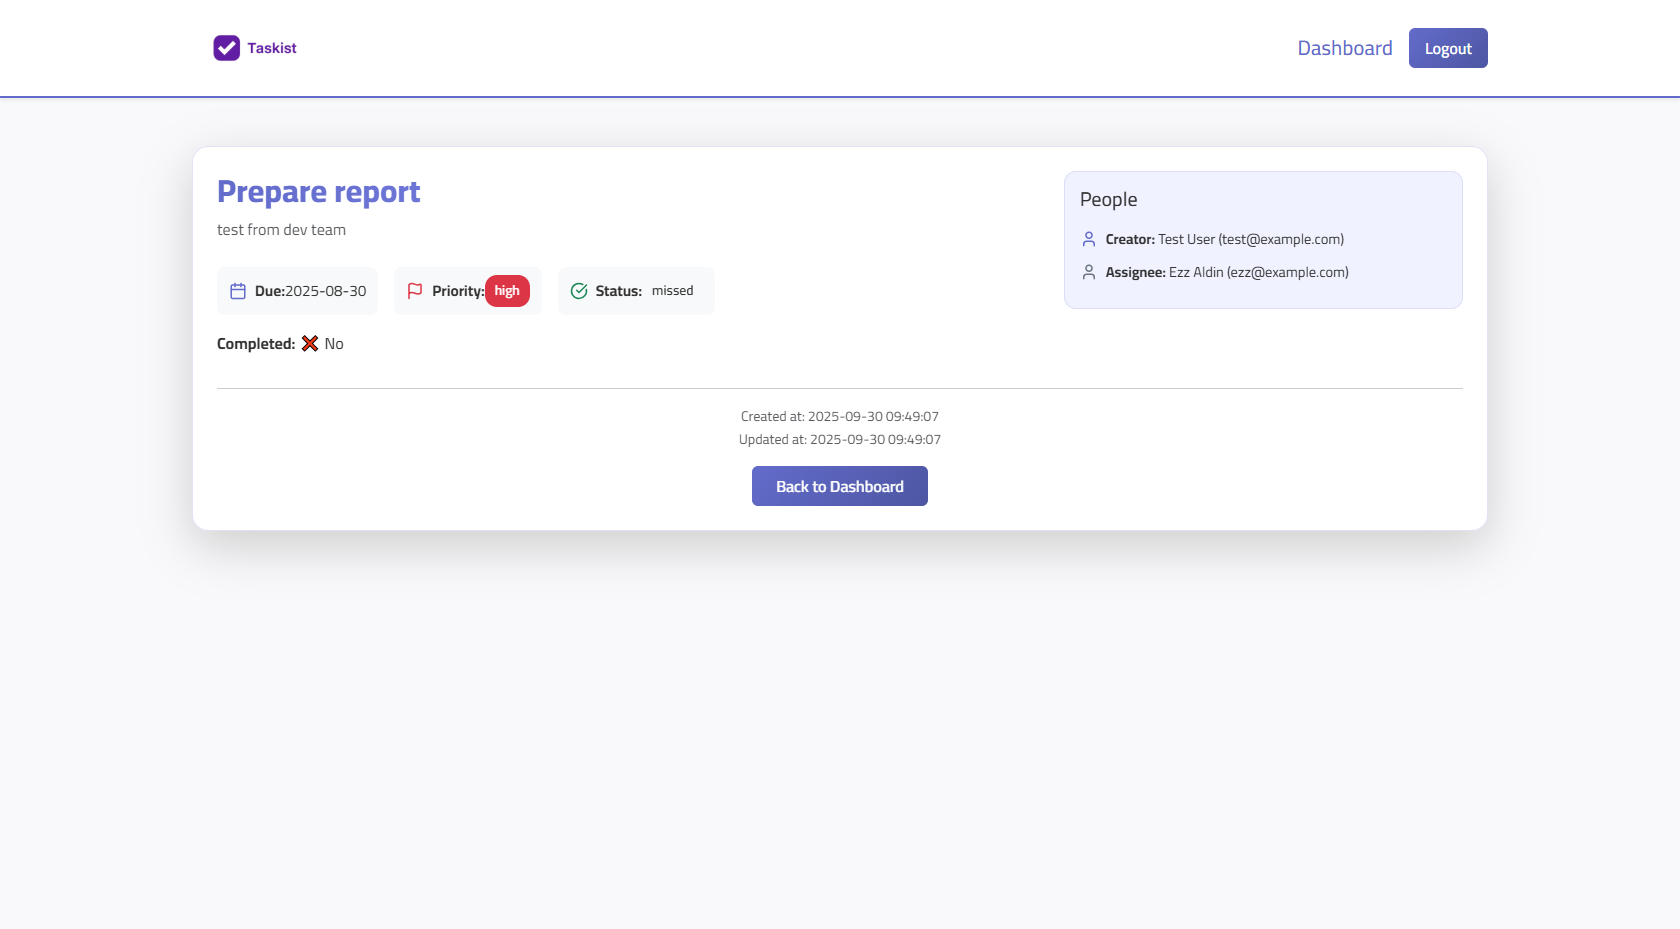 Taskist
Dashboard
Logout
Prepare report
test from dev team
Due:2025-08-30
Priority:high
Status: missed
Completed: ❌ No
People
Creator: Test User (test@example.com)
Assignee: Ezz Aldin (ezz@example.com)
Created at: 2025-09-30 09:49:07
Updated at: 2025-09-30 09:49:07
Back to Dashboard